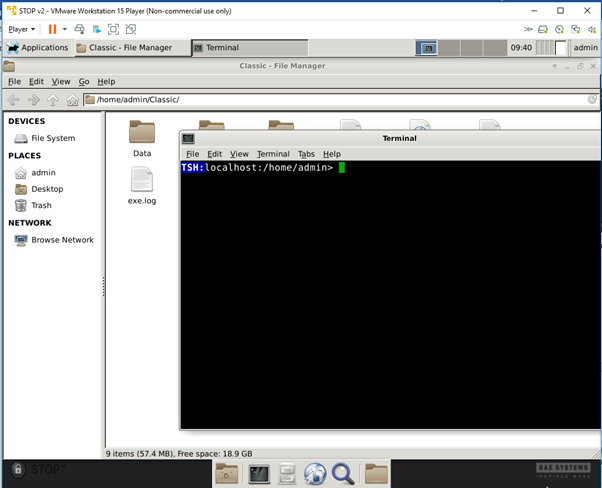 STOP v2 - VMware Workstation 15 Player (Non-commercial use only)
Player
Applications Classic - File Manager Terminal 09:40 admin
Classic - File Manager
File Edit View Go Help
/home/admin/Classic/
DEVICES
File System
PLACES
admin
Desktop
Trash
NETWORK
Browse Network
Data
exe.log
Terminal
File Edit View Terminal Tabs Help
TSH:localhost:/home/admin>
9 items (57.4 MB), Free space: 18.9 GB
STOP™
BAE SYSTEMS
INSPIRED WORK